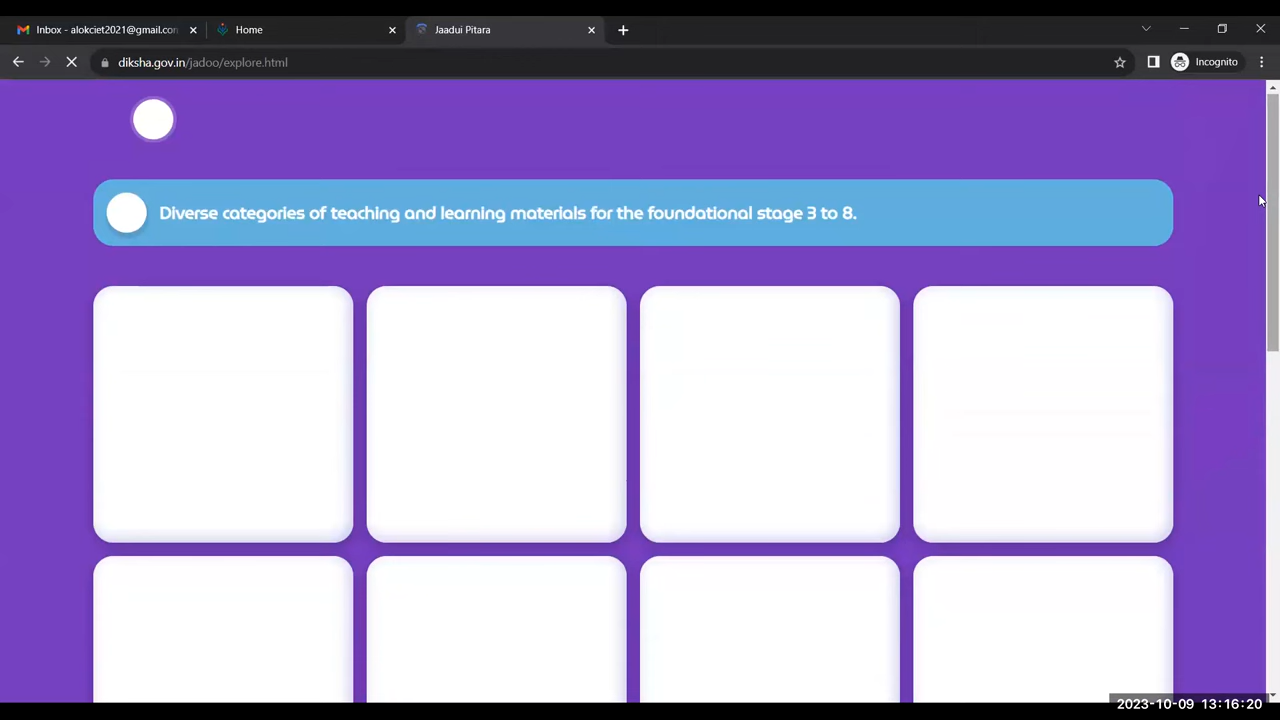 Inbox - alokciet2021@gmail.com
Home
Jaadui Pitara
diksha.gov.in/jadoo/explore.html
Incognito
Diverse categories of teaching and learning materials for the foundational stage 3 to 8.
2023-10-09 13:16:20